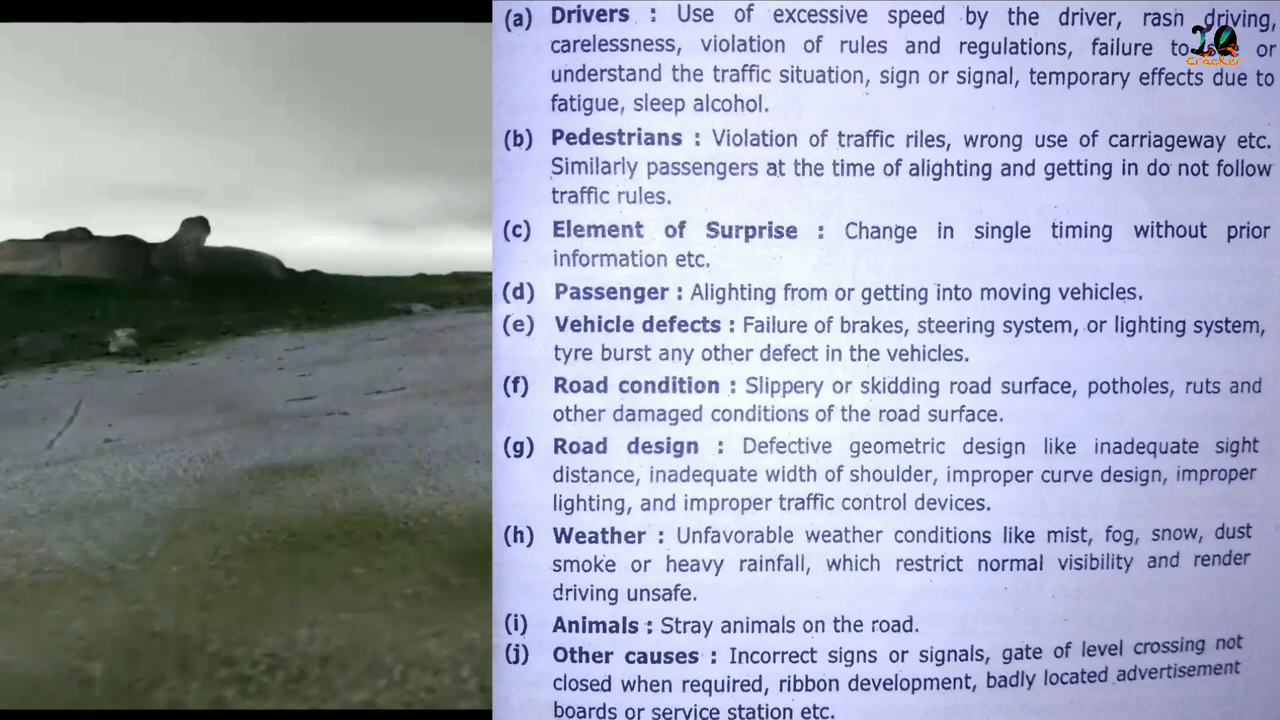 (a) Drivers : Use of excessive speed by the driver, rash driving,
carelessness, violation of rules and regulations, failure to or
understand the traffic situation, sign or signal, temporary effects due to
fatigue, sleep alcohol.
(b) Pedestrians : Violation of traffic riles, wrong use of carriageway etc.
Similarly passengers at the time of alighting and getting in do not follow
traffic rules.
(c) Element of Surprise : Change in single timing without prior
information etc.
(d) Passenger : Alighting from or getting into moving vehicles.
(e) Vehicle defects : Failure of brakes, steering system, or lighting system,
tyre burst any other defect in the vehicles.
(f) Road condition : Slippery or skidding road surface, potholes, ruts and
other damaged conditions of the road surface.
(g) Road design : Defective geometric design like inadequate sight
distance, inadequate width of shoulder, improper curve design, improper
lighting, and improper traffic control devices.
(h) Weather : Unfavorable weather conditions like mist, fog, snow, dust
smoke or heavy rainfall, which restrict normal visibility and render
driving unsafe.
(i) Animals : Stray animals on the road.
(j) Other causes : Incorrect signs or signals, gate of level crossing not
closed when required, ribbon development, badly located advertisement
boards or service station etc.
IQ
Cracker